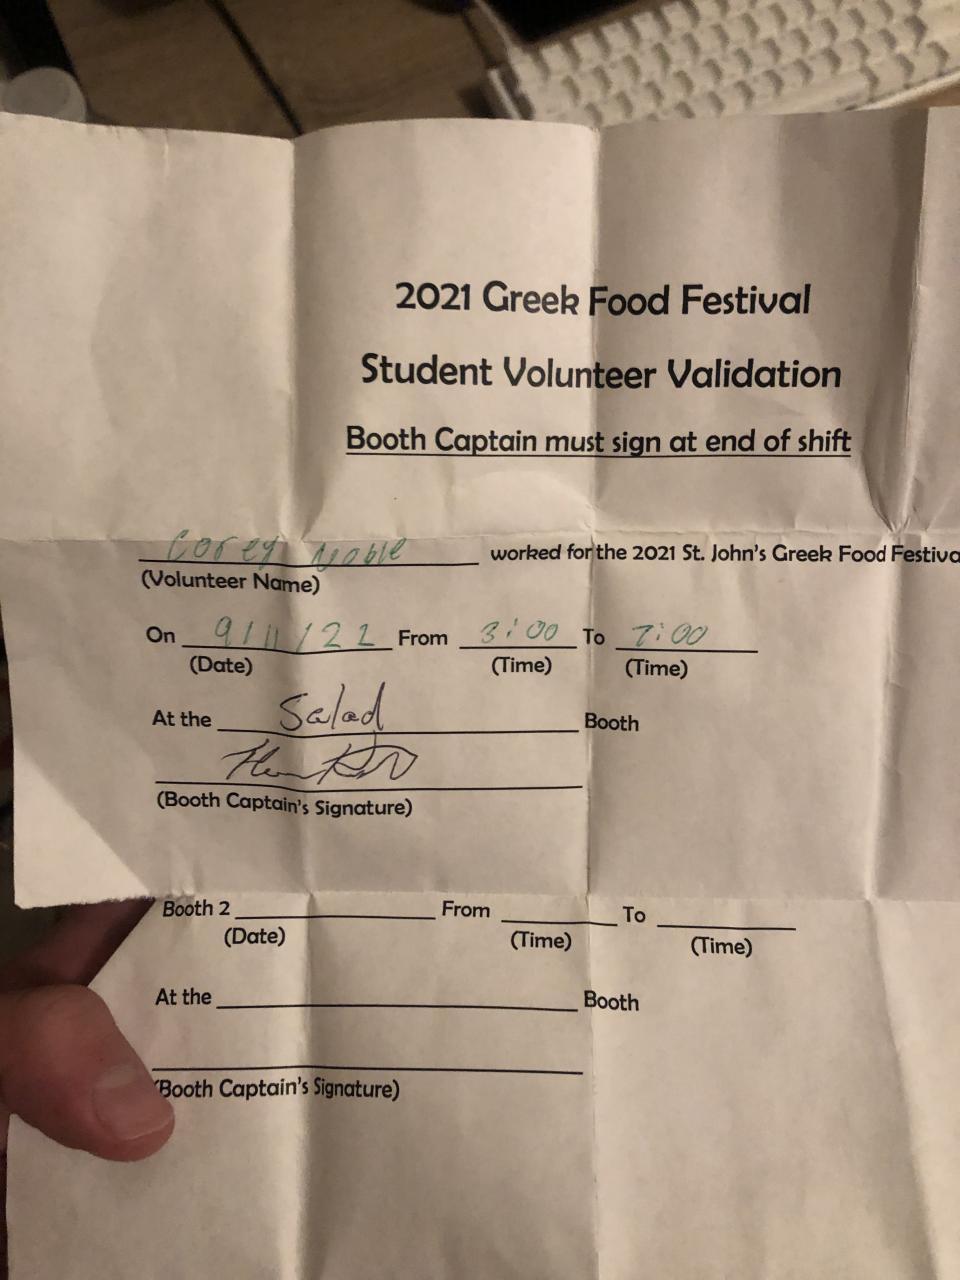 2021 Greek Food Festival
Student Volunteer Validation
Booth Captain must sign at end of shift
Corey Noble worked for the 2021 St. John's Greek Food Festiva
(Volunteer Name)
On 9/11/22 From 3:00 To 7:00
(Date) (Time) (Time)
At the Salad Booth
(Booth Captain's Signature)
Booth 2 From To
(Date) (Time) (Time)
At the Booth
(Booth Captain's Signature)